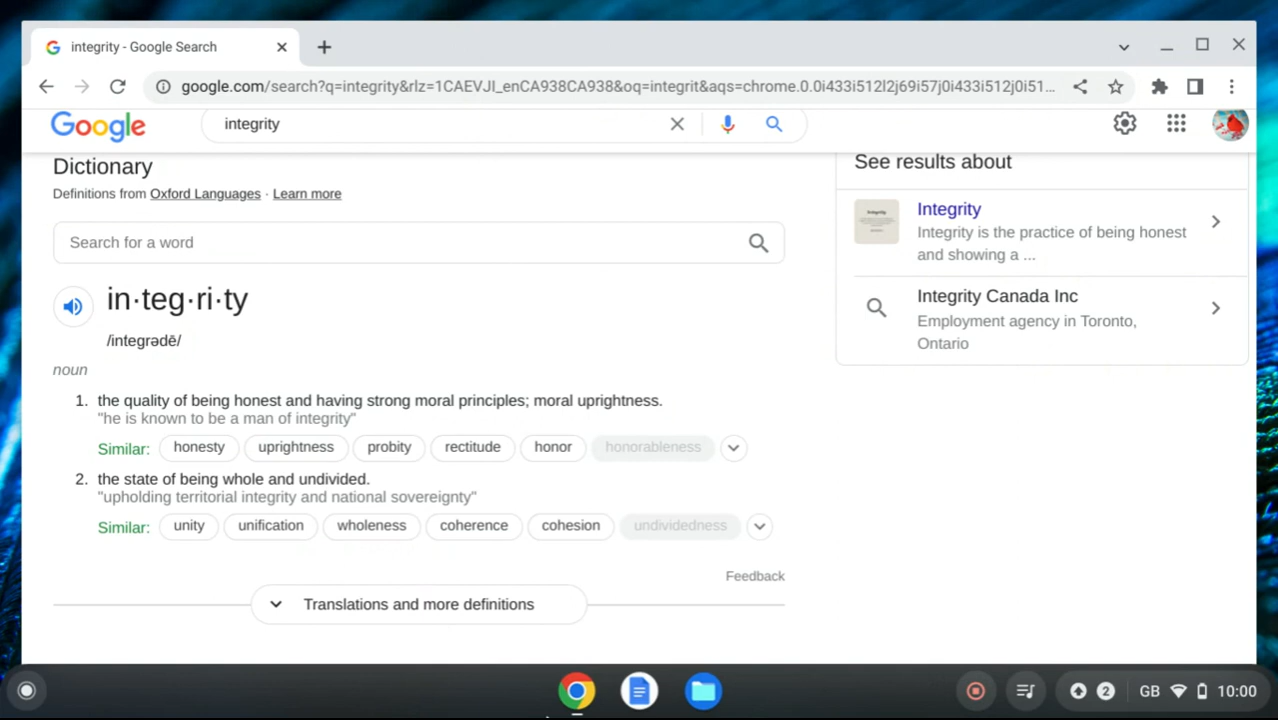 integrity - Google Search
google.com/search?q=integrity&rlz=1CAEVJI_enCA938CA938&oq=integrit&aqs=chrome.0.0i433i512l2j69i57j0i433i512j0i51...
Google
integrity
Dictionary
Definitions from Oxford Languages · Learn more
Search for a word
in·teg·ri·ty
/inteɡrədē/
noun
1. the quality of being honest and having strong moral principles; moral uprightness.
"he is known to be a man of integrity"
Similar: honesty uprightness probity rectitude honor honorableness
2. the state of being whole and undivided.
"upholding territorial integrity and national sovereignty"
Similar: unity unification wholeness coherence cohesion undividedness
Feedback
Translations and more definitions
See results about
Integrity
Integrity is the practice of being honest
and showing a ...
Integrity Canada Inc
Employment agency in Toronto,
Ontario
2 GB 10:00